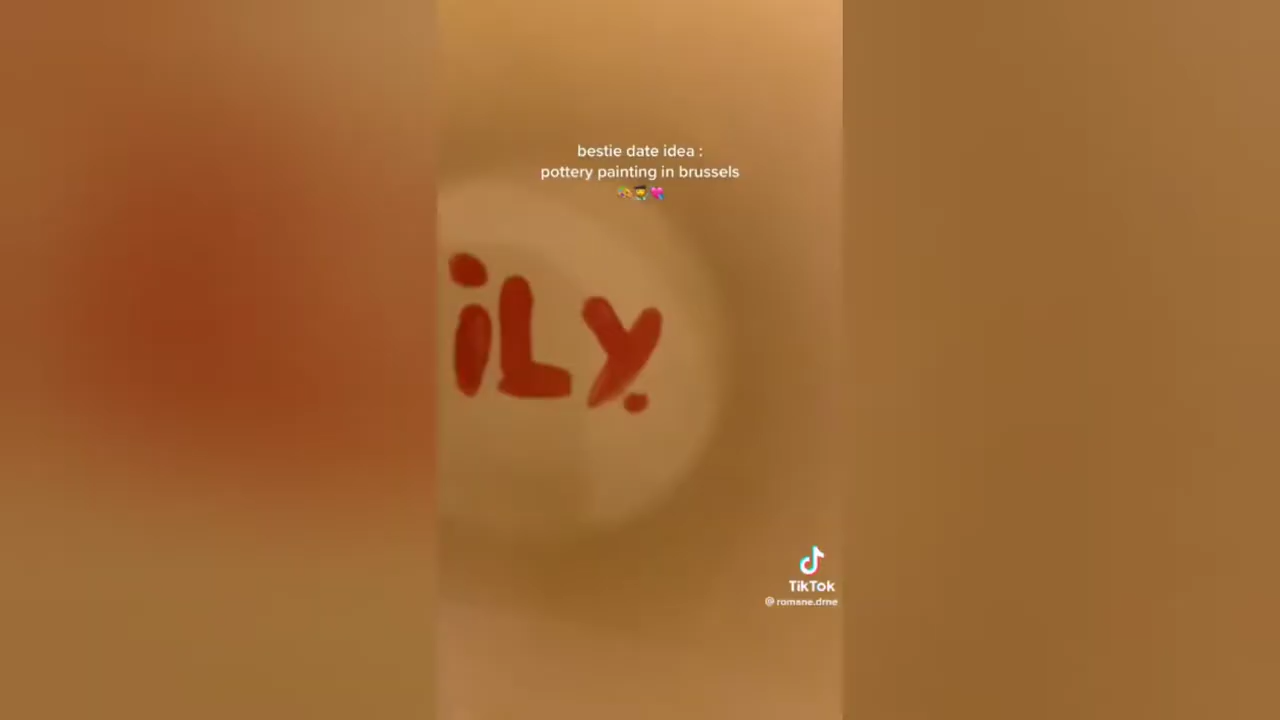 bestie date idea :
pottery painting in brussels
🎨👩‍🎨💘
iLy.
TikTok
@romane.drne